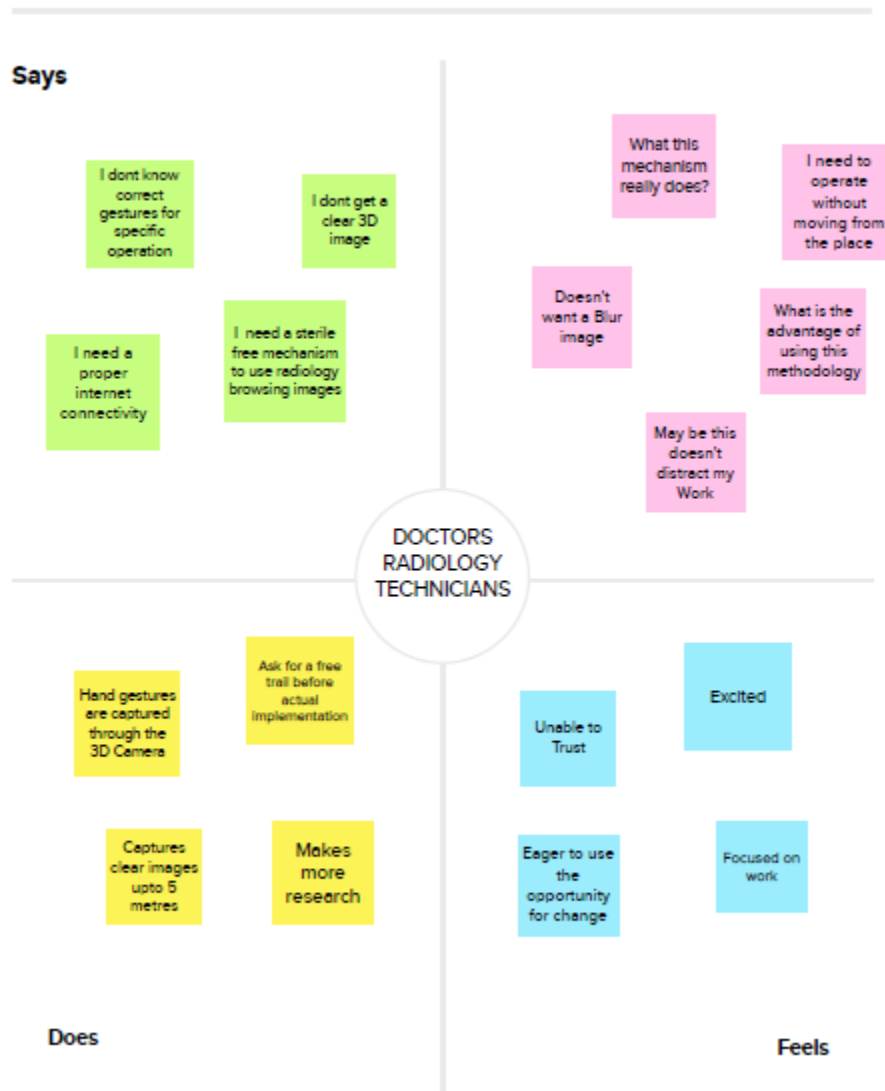 Says
I dont know
correct
gestures for
specific
operation
I dont get a
clear 3D
image
I need a
proper
internet
connectivity
I need a sterile
free mechanism
to use radiology
browsing images
What this
mechanism
really does?
I need to
operate
without
moving from
the place
Doesn't
want a Blur
image
What is the
advantage of
using this
methodology
May be this
doesn't
distract my
Work
DOCTORS
RADIOLOGY
TECHNICIANS
Hand gestures
are captured
through the
3D Camera
Ask for a free
trail before
actual
implementation
Captures
clear images
upto 5
metres
Makes
more
research
Unable to
Trust
Excited
Eager to use
the
opportunity
for change
Focused on
work
Does
Feels